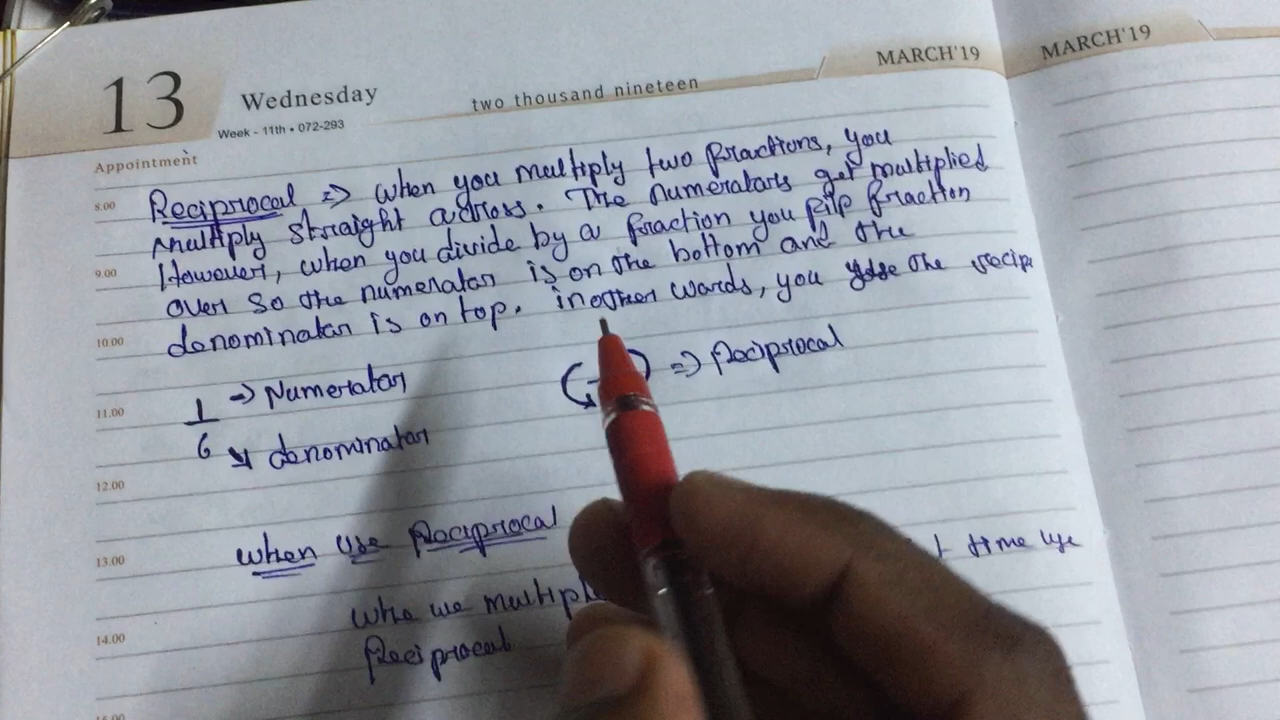 13 Wednesday two thousand nineteen MARCH'19 MARCH'19
Week - 11th • 072-293
Appointment
8.00
9.00
10.00
11.00
12.00
13.00
14.00
Reciprocal => when you multiply two fractions, you
multiply straight across. The numerators get multiplied
However, when you divide by a fraction you flip fraction
over so the numerator is on the bottom and the
denominator is on top. inother words, you the recip
1 -> Numerator
6 -> denominator
=> Reciprocal
when use Reciprocal
who we multipl
t time use
Reciprocal